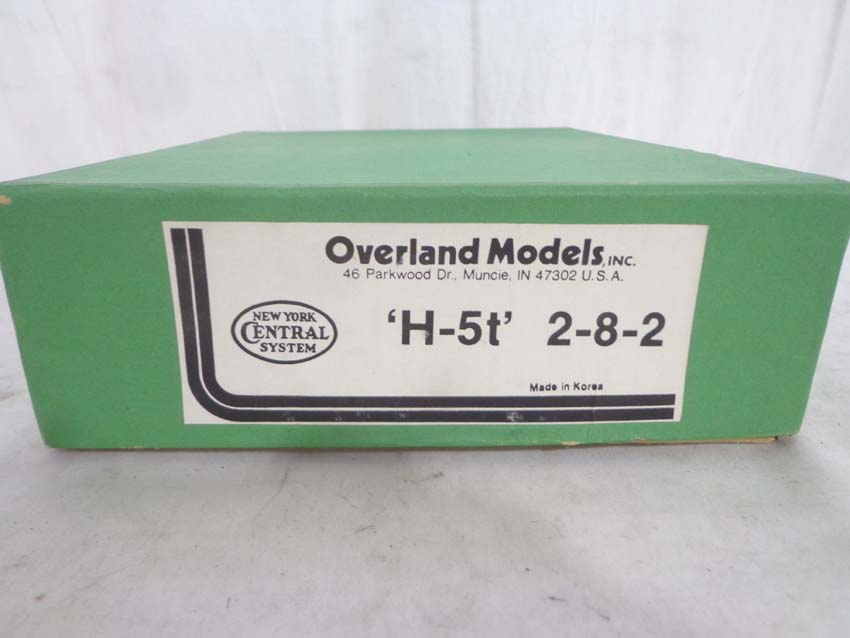 Overland Models, INC.
46 Parkwood Dr., Muncie, IN 47302 U.S.A.
NEW YORK
CENTRAL
SYSTEM
'H-5t' 2-8-2
Made in Korea